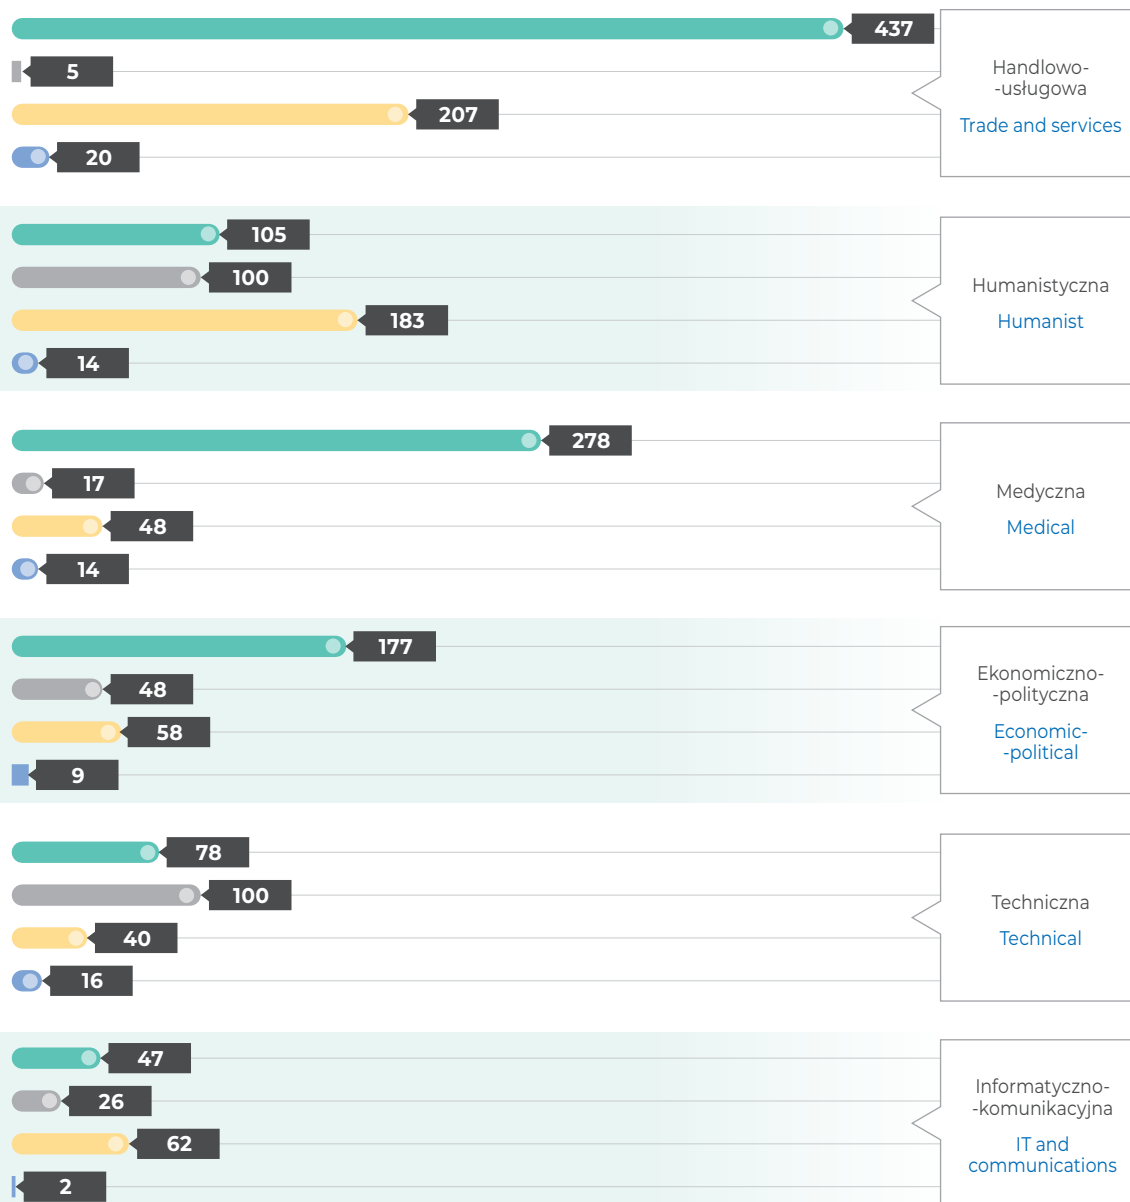 437
5
207
20
Handlowo-
-usługowa
Trade and services
105
100
183
14
Humanistyczna
Humanist
278
17
48
14
Medyczna
Medical
177
48
58
9
Ekonomiczno-
-polityczna
Economic-
-political
78
100
40
16
Techniczna
Technical
47
26
62
2
Informatyczno-
-komunikacyjna
IT and
communications